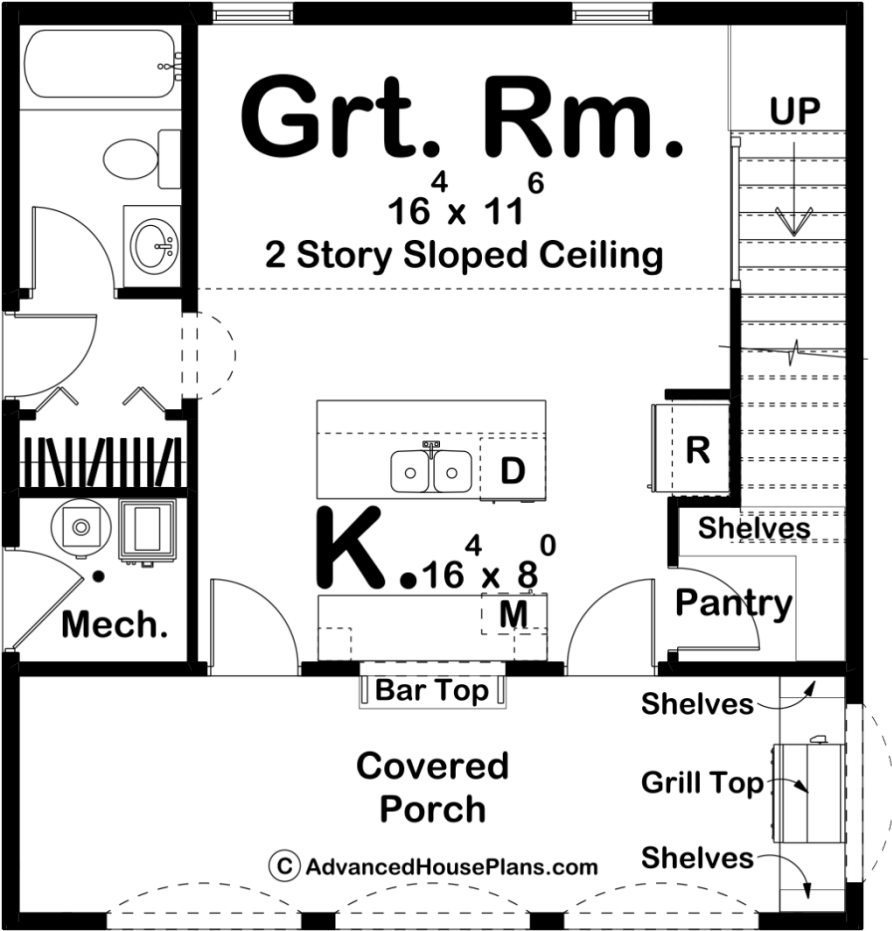 Grt. Rm.
16⁴ x 11⁶
2 Story Sloped Ceiling
UP
D
R
K. 16⁴ x 8⁰
Shelves
Pantry
M
Mech.
Bar Top
Shelves
Covered
Porch
Grill Top
Shelves
© AdvancedHousePlans.com